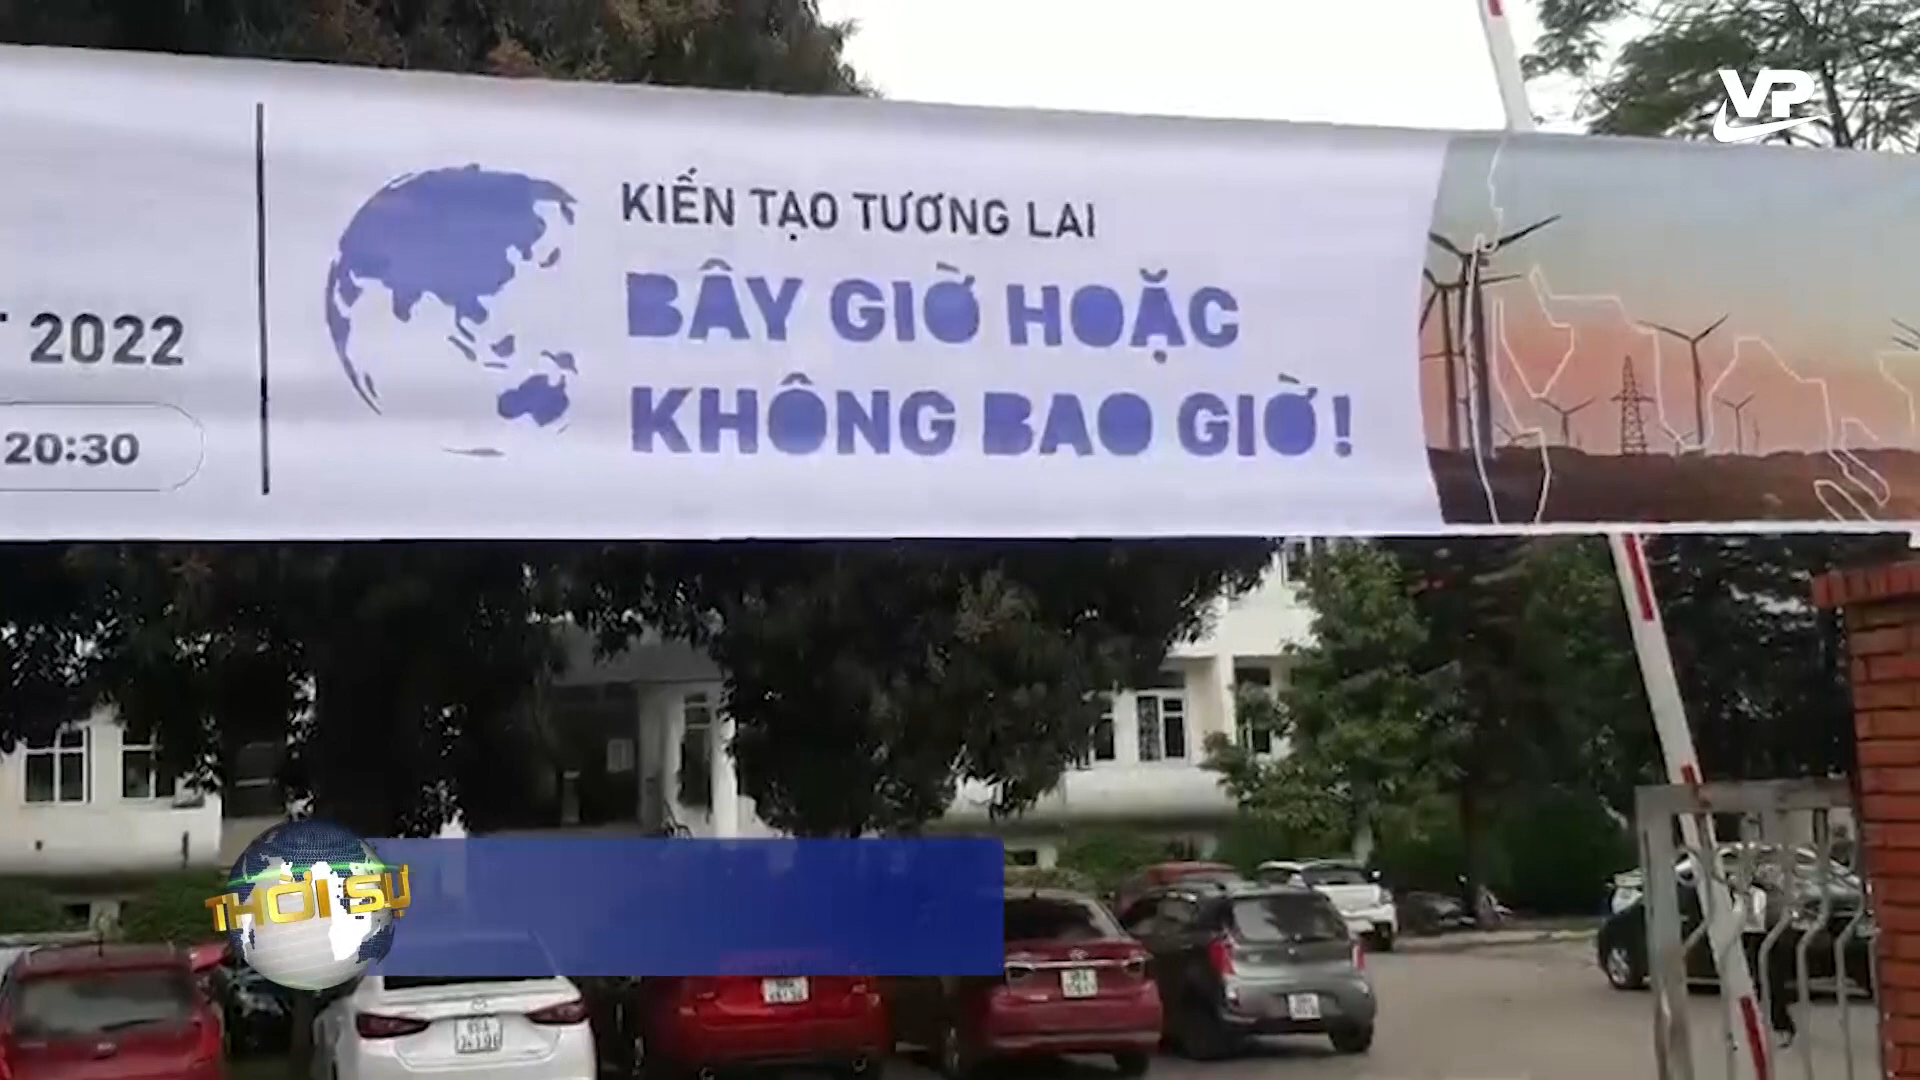 VP
KIẾN TẠO TƯƠNG LAI
BÂY GIỜ HOẶC
KHÔNG BAO GIỜ!
2022
20:30
THỜI SỰ